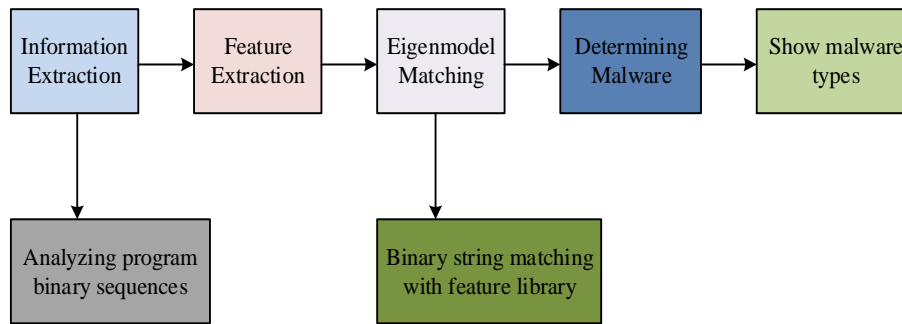 Information
Extraction
Feature
Extraction
Eigenmodel
Matching
Determining
Malware
Show malware
types
Analyzing program
binary sequences
Binary string matching
with feature library